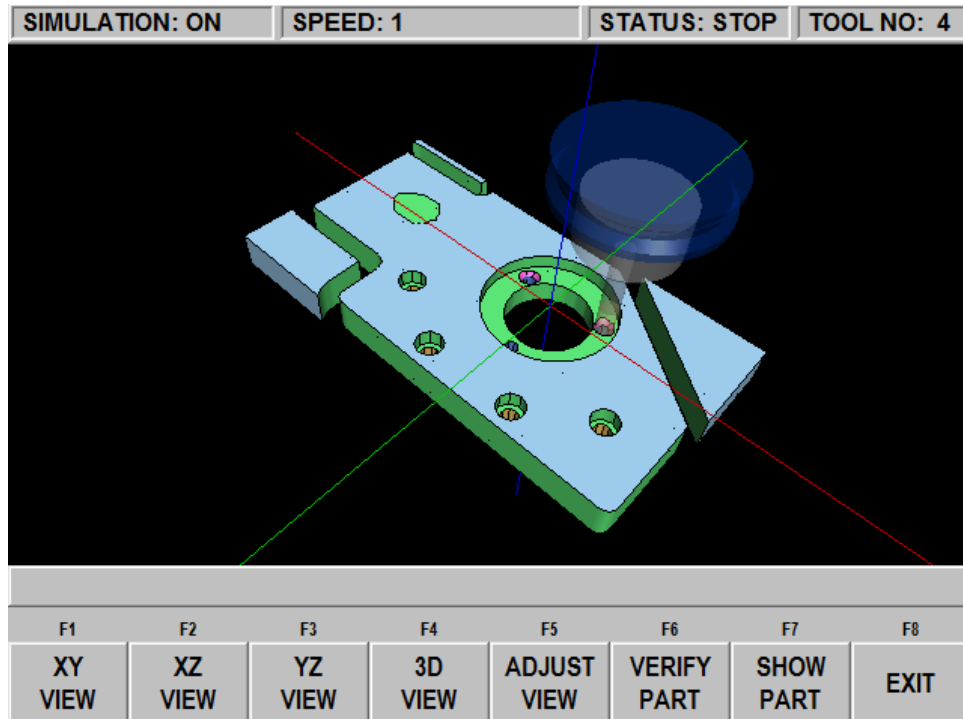 SIMULATION: ON SPEED: 1 STATUS: STOP TOOL NO: 4
F1 F2 F3 F4 F5 F6 F7 F8
XY XZ YZ 3D ADJUST VERIFY SHOW EXIT
VIEW VIEW VIEW VIEW VIEW PART PART